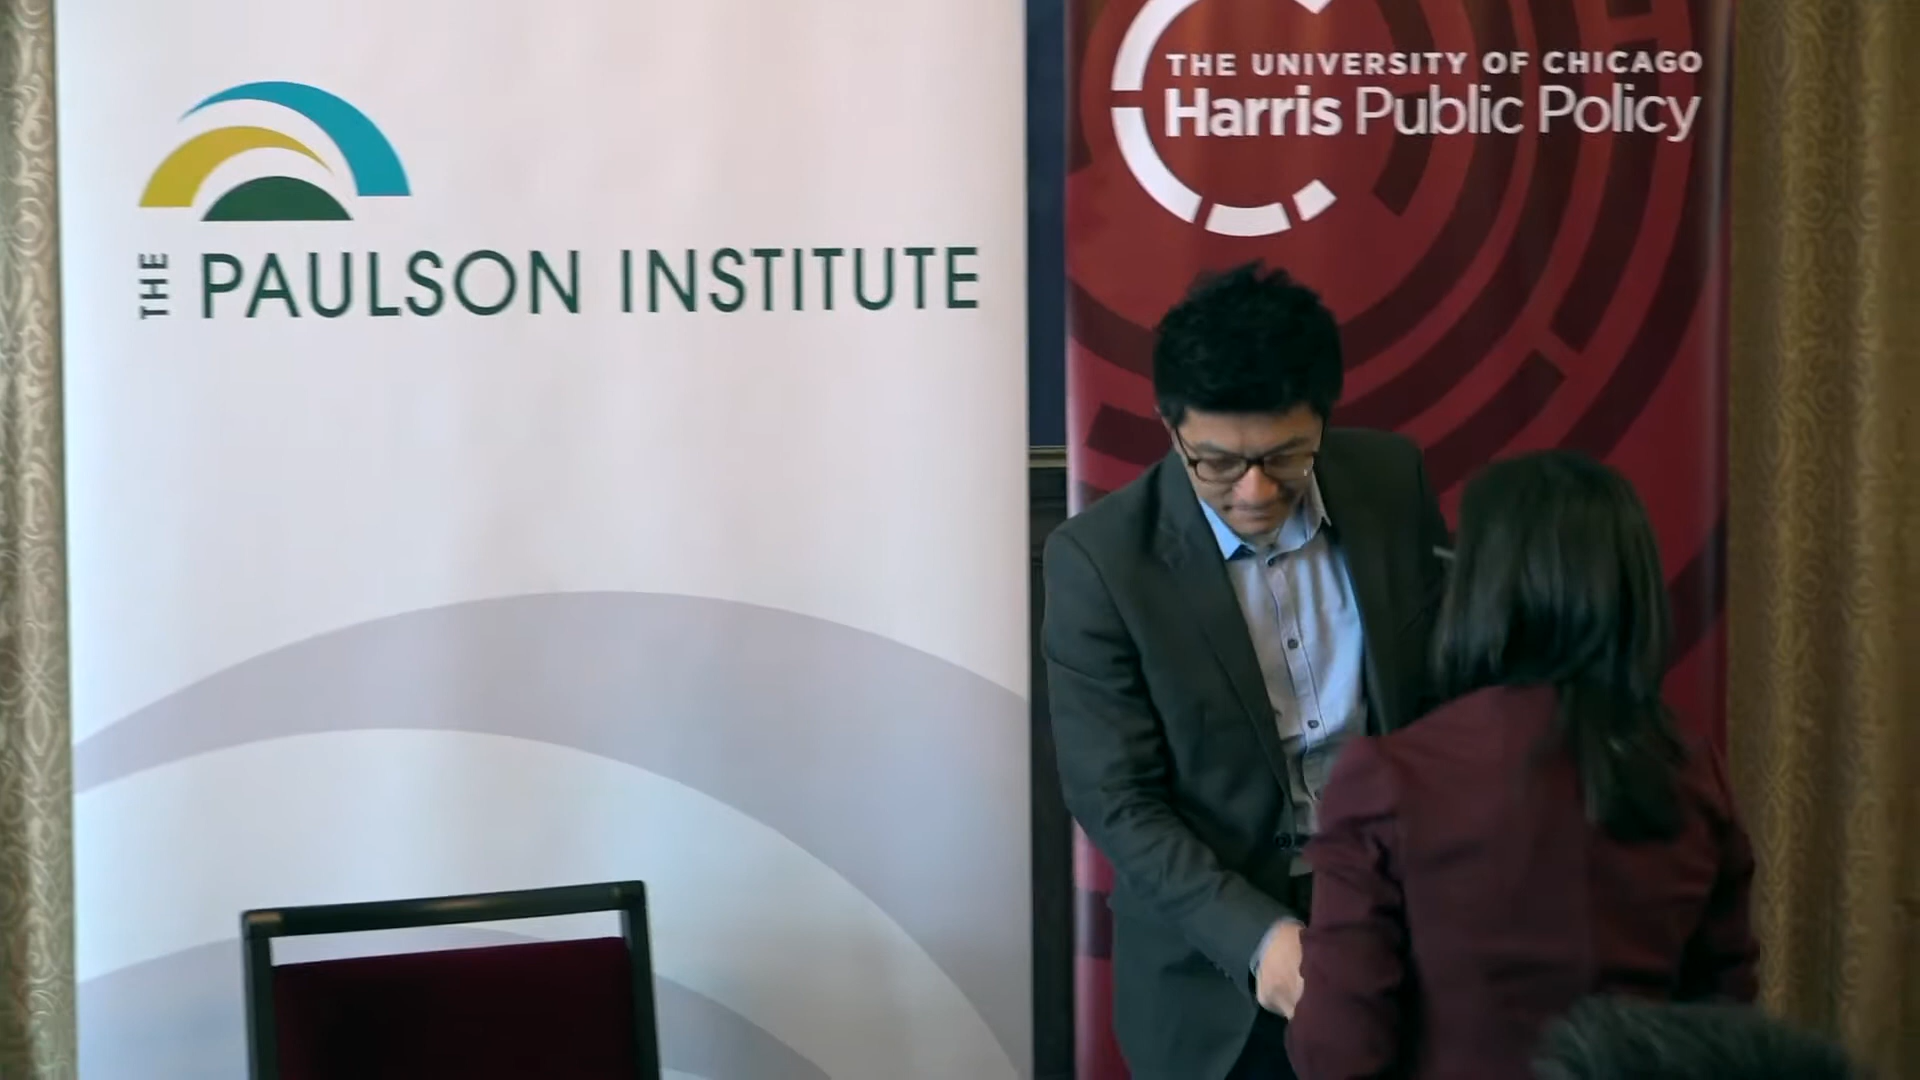 THE PAULSON INSTITUTE
THE UNIVERSITY OF CHICAGO
Harris Public Policy